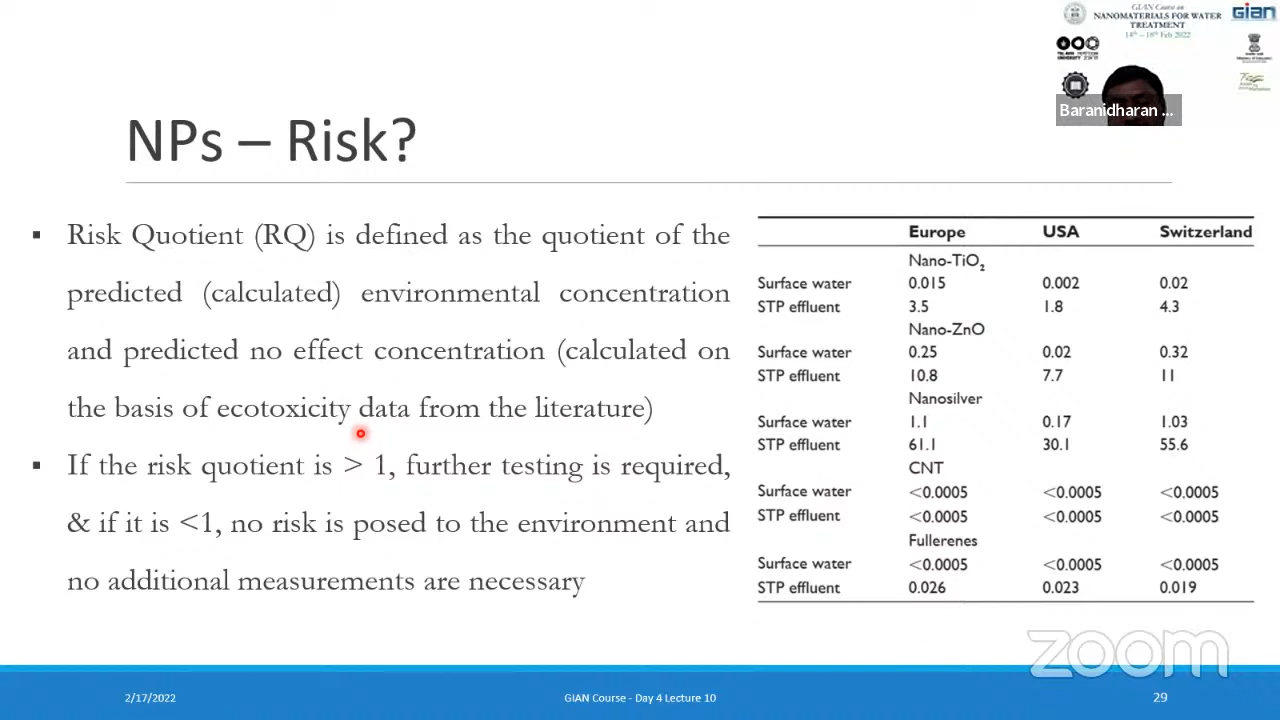 GIAN Course on
NANOMATERIALS FOR WATER
TREATMENT
14th – 18th Feb 2022
Gian
Baranidharan ...
NPs – Risk?
▪ Risk Quotient (RQ) is defined as the quotient of the
predicted (calculated) environmental concentration
and predicted no effect concentration (calculated on
the basis of ecotoxicity data from the literature)
▪ If the risk quotient is > 1, further testing is required,
& if it is <1, no risk is posed to the environment and
no additional measurements are necessary
Europe USA Switzerland
Nano-TiO2
Surface water 0.015 0.002 0.02
STP effluent 3.5 1.8 4.3
Nano-ZnO
Surface water 0.25 0.02 0.32
STP effluent 10.8 7.7 11
Nanosilver
Surface water 1.1 0.17 1.03
STP effluent 61.1 30.1 55.6
CNT
Surface water <0.0005 <0.0005 <0.0005
STP effluent <0.0005 <0.0005 <0.0005
Fullerenes
Surface water <0.0005 <0.0005 <0.0005
STP effluent 0.026 0.023 0.019
zoom
2/17/2022
GIAN Course - Day 4 Lecture 10
29